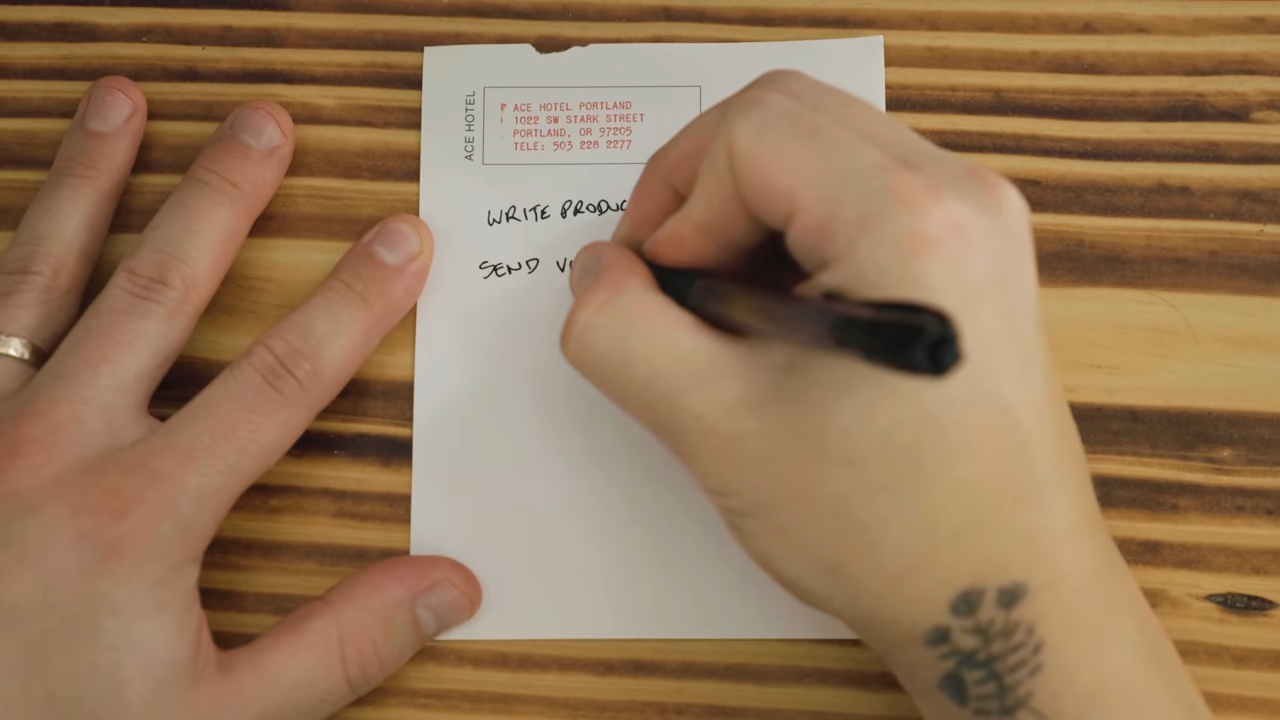 ACE HOTEL
ACE HOTEL PORTLAND
1022 SW STARK STREET
PORTLAND, OR 97205
TELE: 503 228 2277
WRITE PRODUC
SEND